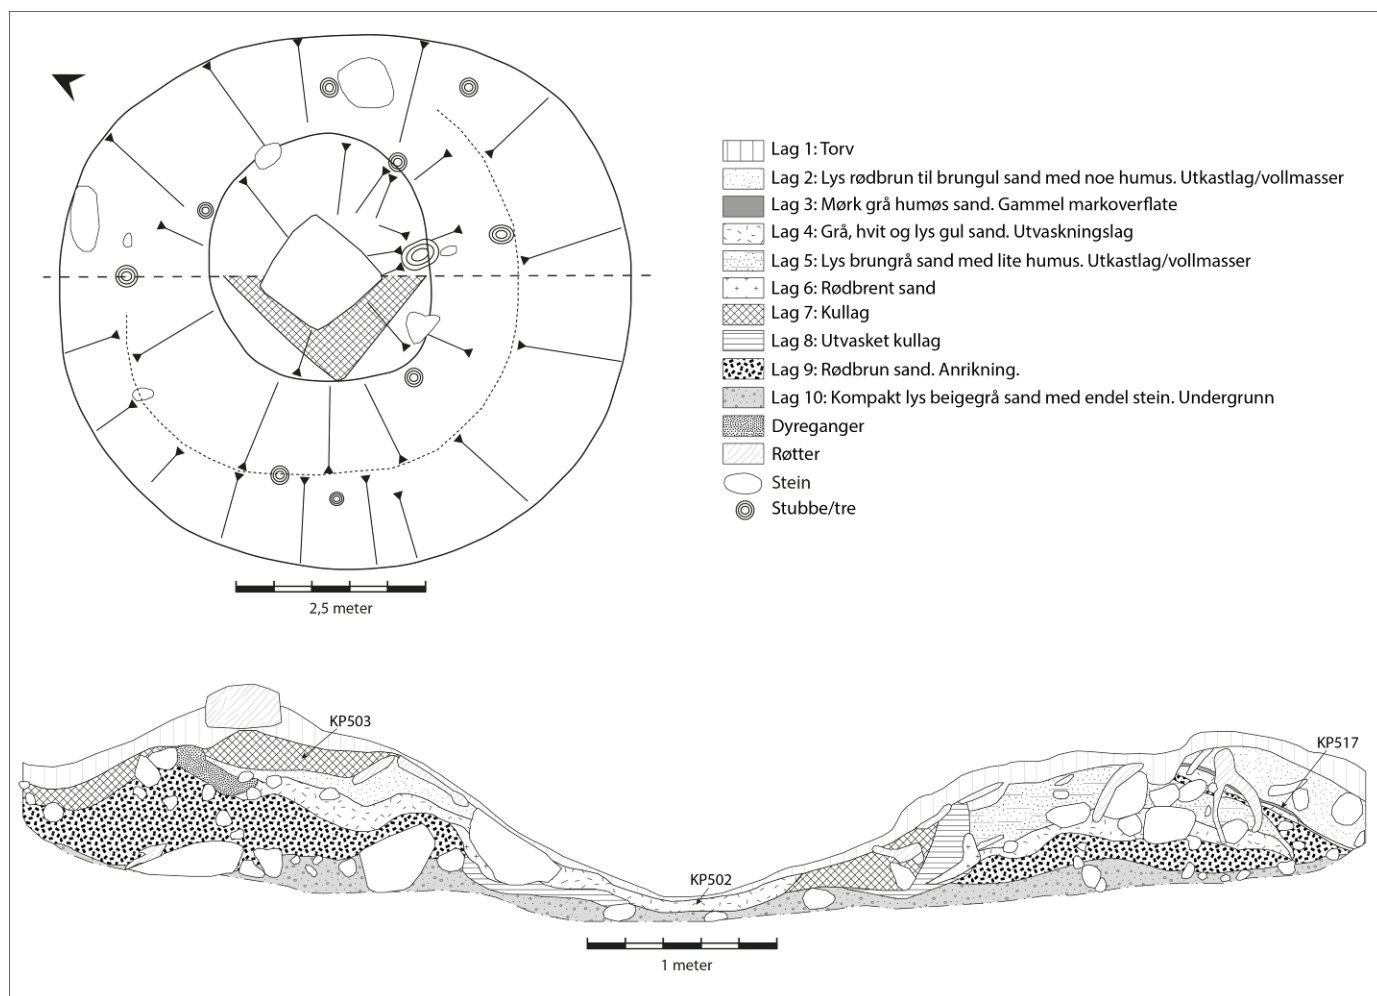 Lag 1: Torv
Lag 2: Lys rødbrun til brungul sand med noe humus. Utkastlag/vollmasser
Lag 3: Mørk grå humøs sand. Gammel markoverflate
Lag 4: Grå, hvit og lys gul sand. Utvaskningslag
Lag 5: Lys brungrå sand med lite humus. Utkastlag/vollmasser
Lag 6: Rødbrent sand
Lag 7: Kullag
Lag 8: Utvasket kullag
Lag 9: Rødbrun sand. Anrikning.
Lag 10: Kompakt lys beigegrå sand med endel stein. Undergrunn
Dyreganger
Røtter
Stein
Stubbe/tre
2,5 meter
KP503
KP517
KP502
1 meter